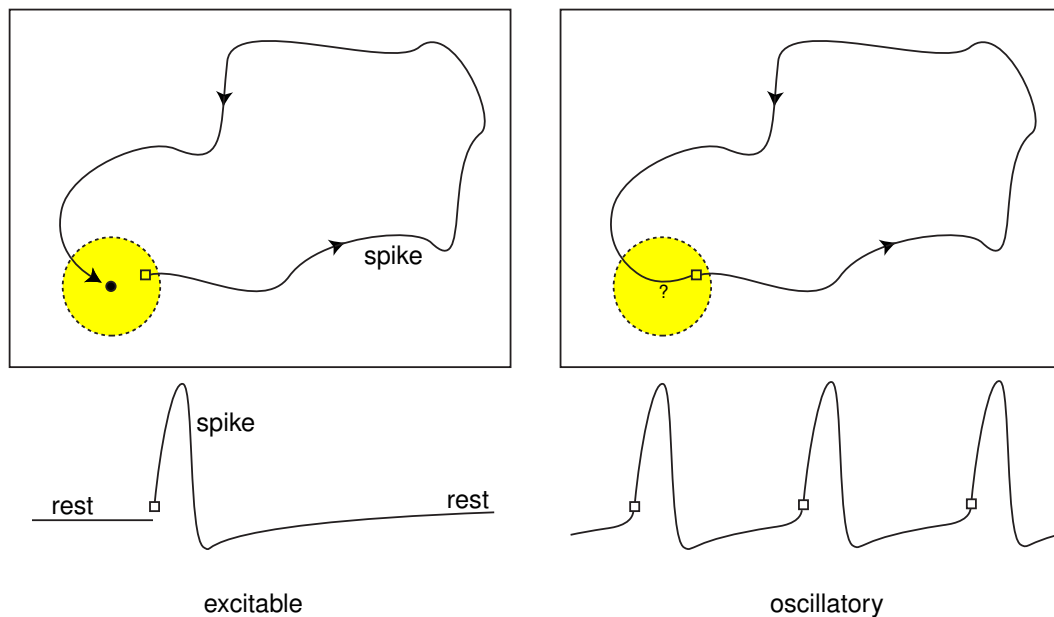 spike
?
spike
rest
rest
excitable
oscillatory